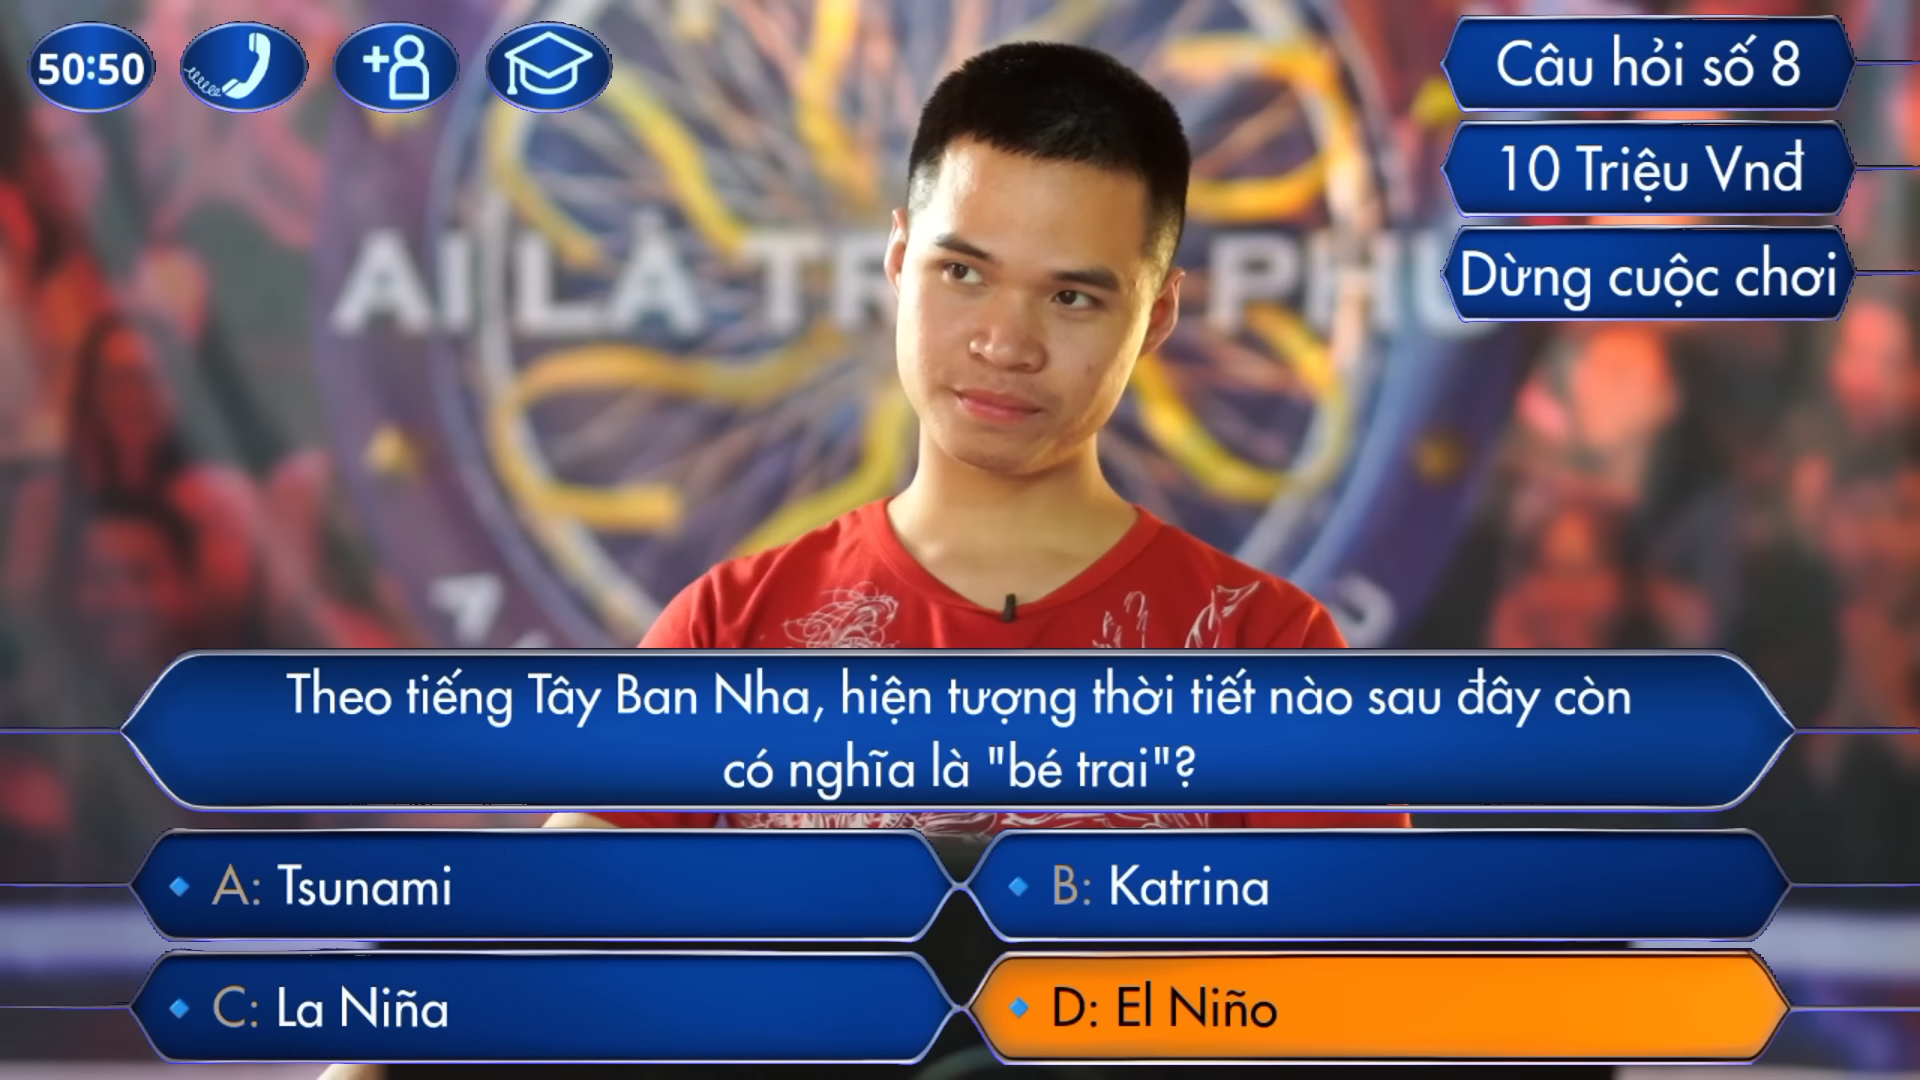 50:50
Câu hỏi số 8
10 Triệu Vnđ
Dừng cuộc chơi
AI LÀ TR PHÚ
Theo tiếng Tây Ban Nha, hiện tượng thời tiết nào sau đây còn
có nghĩa là "bé trai"?
A: Tsunami
B: Katrina
C: La Niña
D: El Niño